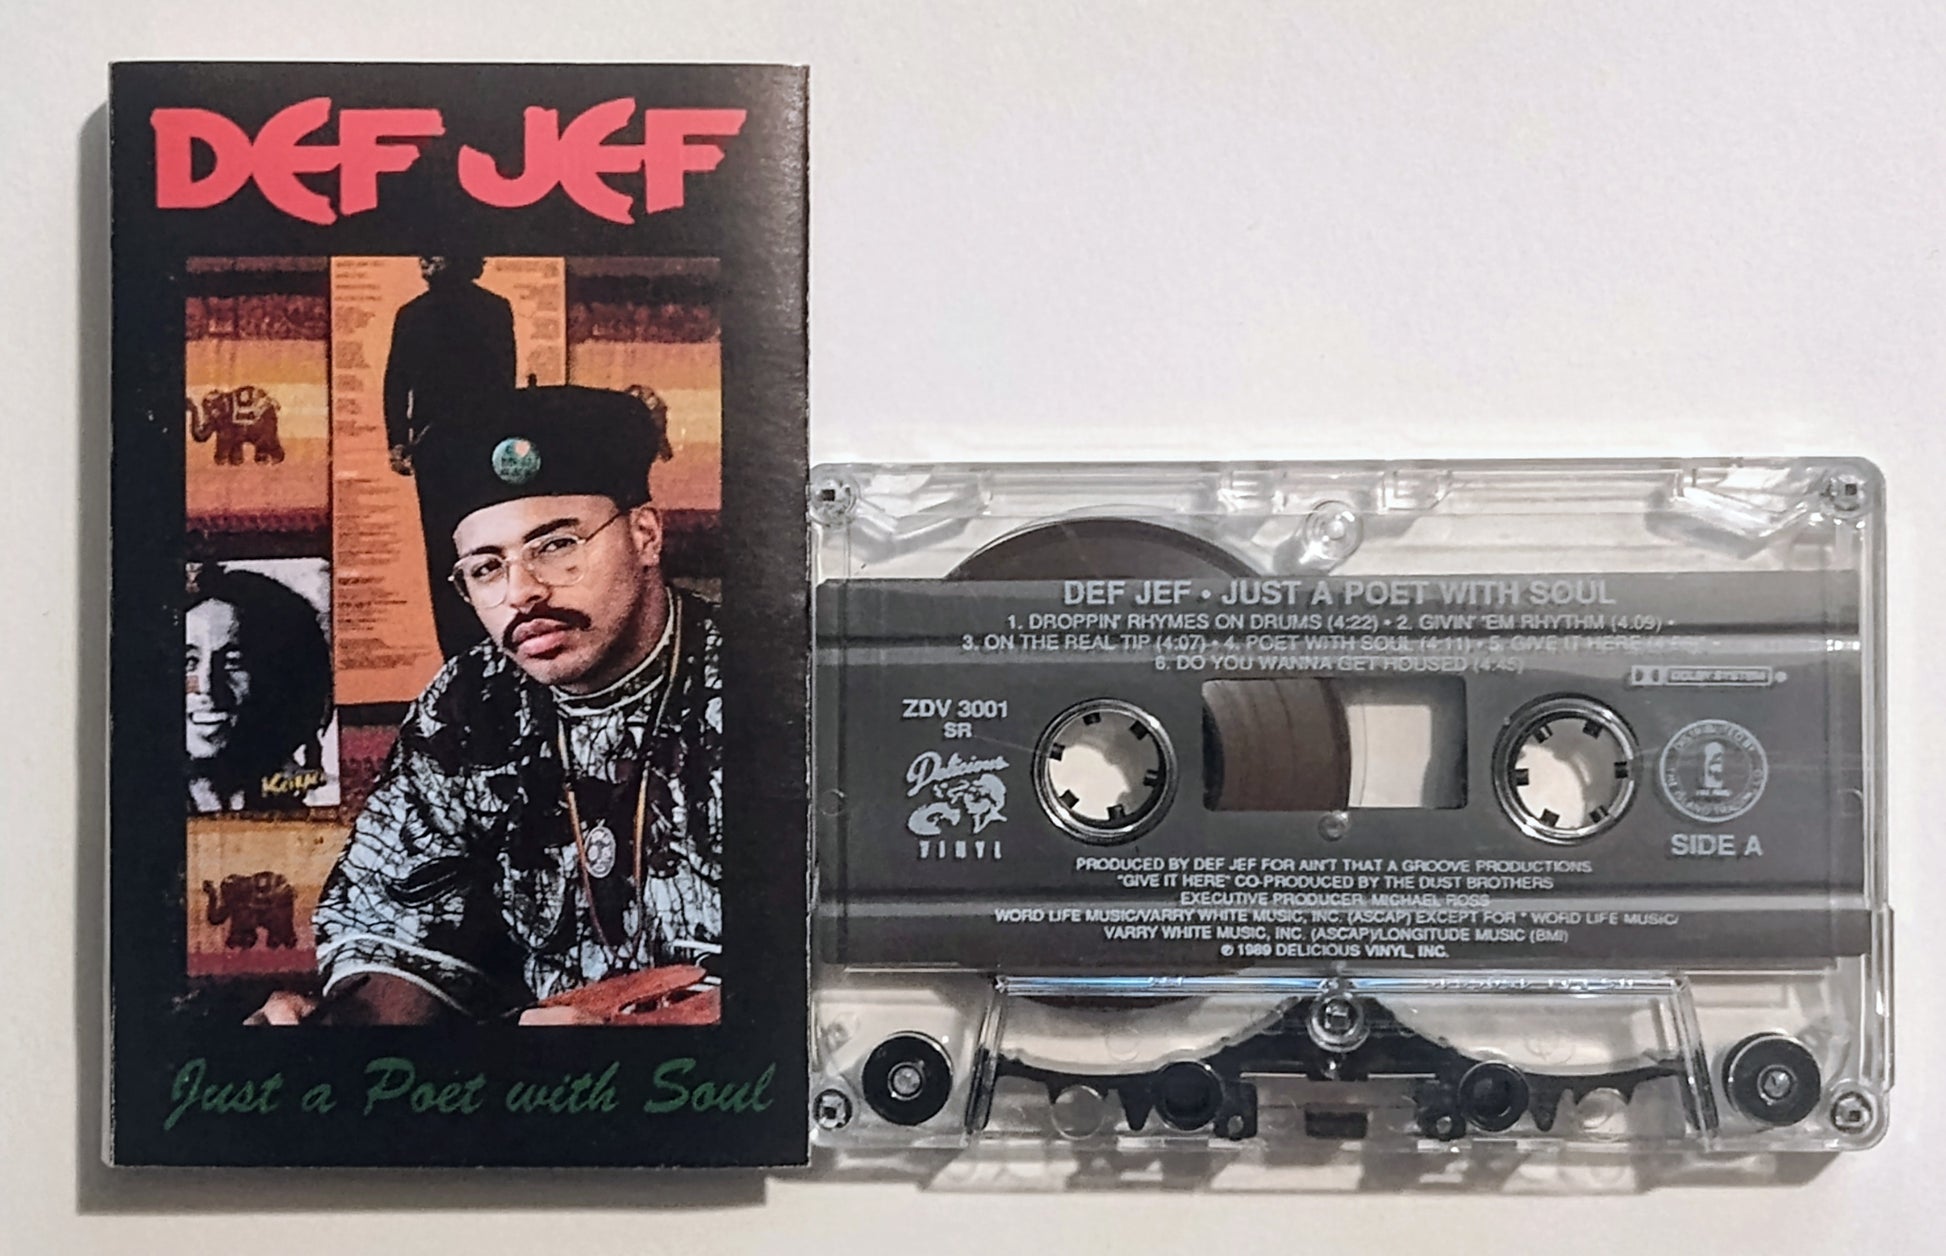 DEF JEF
Kaya
Just a Poet with Soul
DEF JEF • JUST A POET WITH SOUL
1. DROPPIN' RHYMES ON DRUMS (4:22) • 2. GIVIN' 'EM RHYTHM (4:09) •
3. ON THE REAL TIP (4:07) • 4. POET WITH SOUL (4:11) • 5. GIVE IT HERE
6. DO YOU WANNA GET HOUSED (4:45)
DOLBY SYSTEM
ZDV 3001
SR
Delicious
VINYL
SIDE A
PRODUCED BY DEF JEF FOR AIN'T THAT A GROOVE PRODUCTIONS
"GIVE IT HERE" CO-PRODUCED BY THE DUST BROTHERS
EXECUTIVE PRODUCER: MICHAEL ROSS
WORD LIFE MUSIC/VARRY WHITE MUSIC, INC. (ASCAP) EXCEPT FOR * WORD LIFE MUSIC/
VARRY WHITE MUSIC, INC. (ASCAP)/LONGITUDE MUSIC (BMI)
℗ 1989 DELICIOUS VINYL, INC.